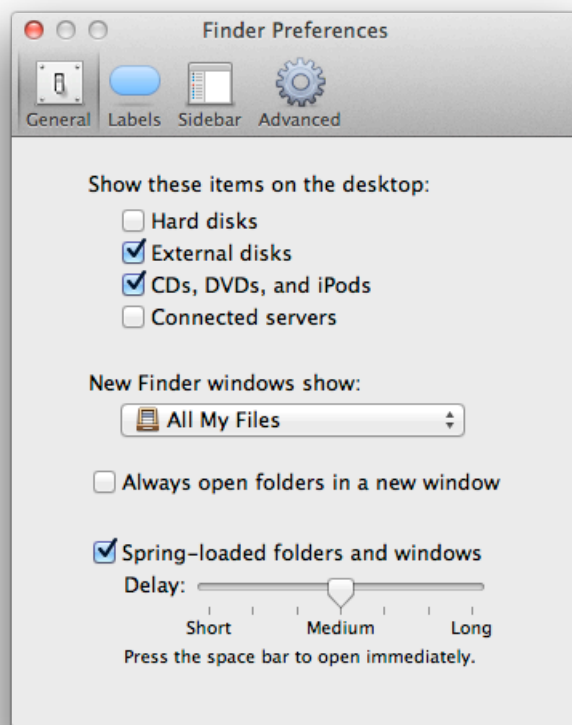 Finder Preferences
General Labels Sidebar Advanced
Show these items on the desktop:
Hard disks
External disks
CDs, DVDs, and iPods
Connected servers
New Finder windows show:
All My Files
Always open folders in a new window
Spring-loaded folders and windows
Delay:
Short Medium Long
Press the space bar to open immediately.